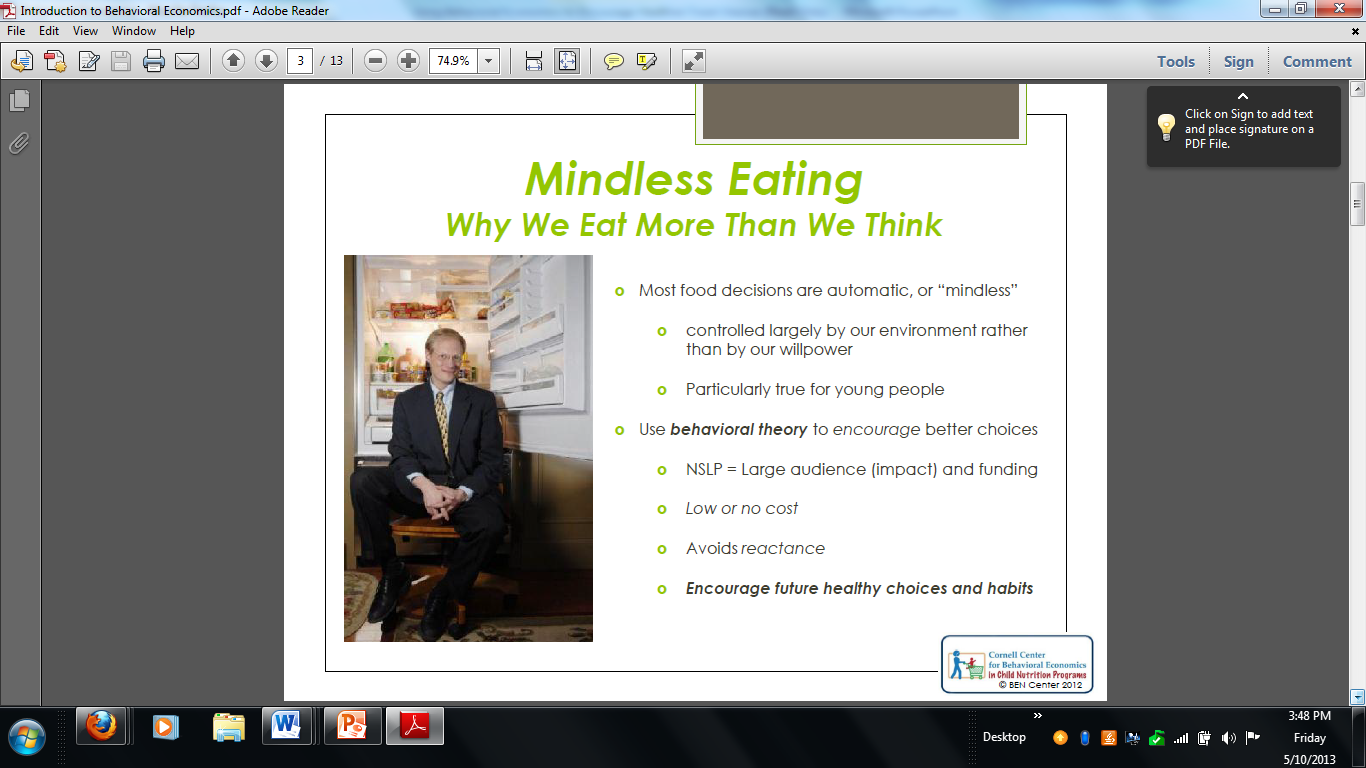 Introduction to Behavioral Economics.pdf - Adobe Reader
File Edit View Window Help
3 / 13
74.9%
Tools Sign Comment
Click on Sign to add text
and place signature on a
PDF File.
Mindless Eating
Why We Eat More Than We Think
Most food decisions are automatic, or “mindless”
controlled largely by our environment rather
than by our willpower
Particularly true for young people
Use behavioral theory to encourage better choices
NSLP = Large audience (impact) and funding
Low or no cost
Avoids reactance
Encourage future healthy choices and habits
Cornell Center
for Behavioral Economics
in Child Nutrition Programs
© BEN Center 2012
Desktop
3:48 PM
Friday
5/10/2013